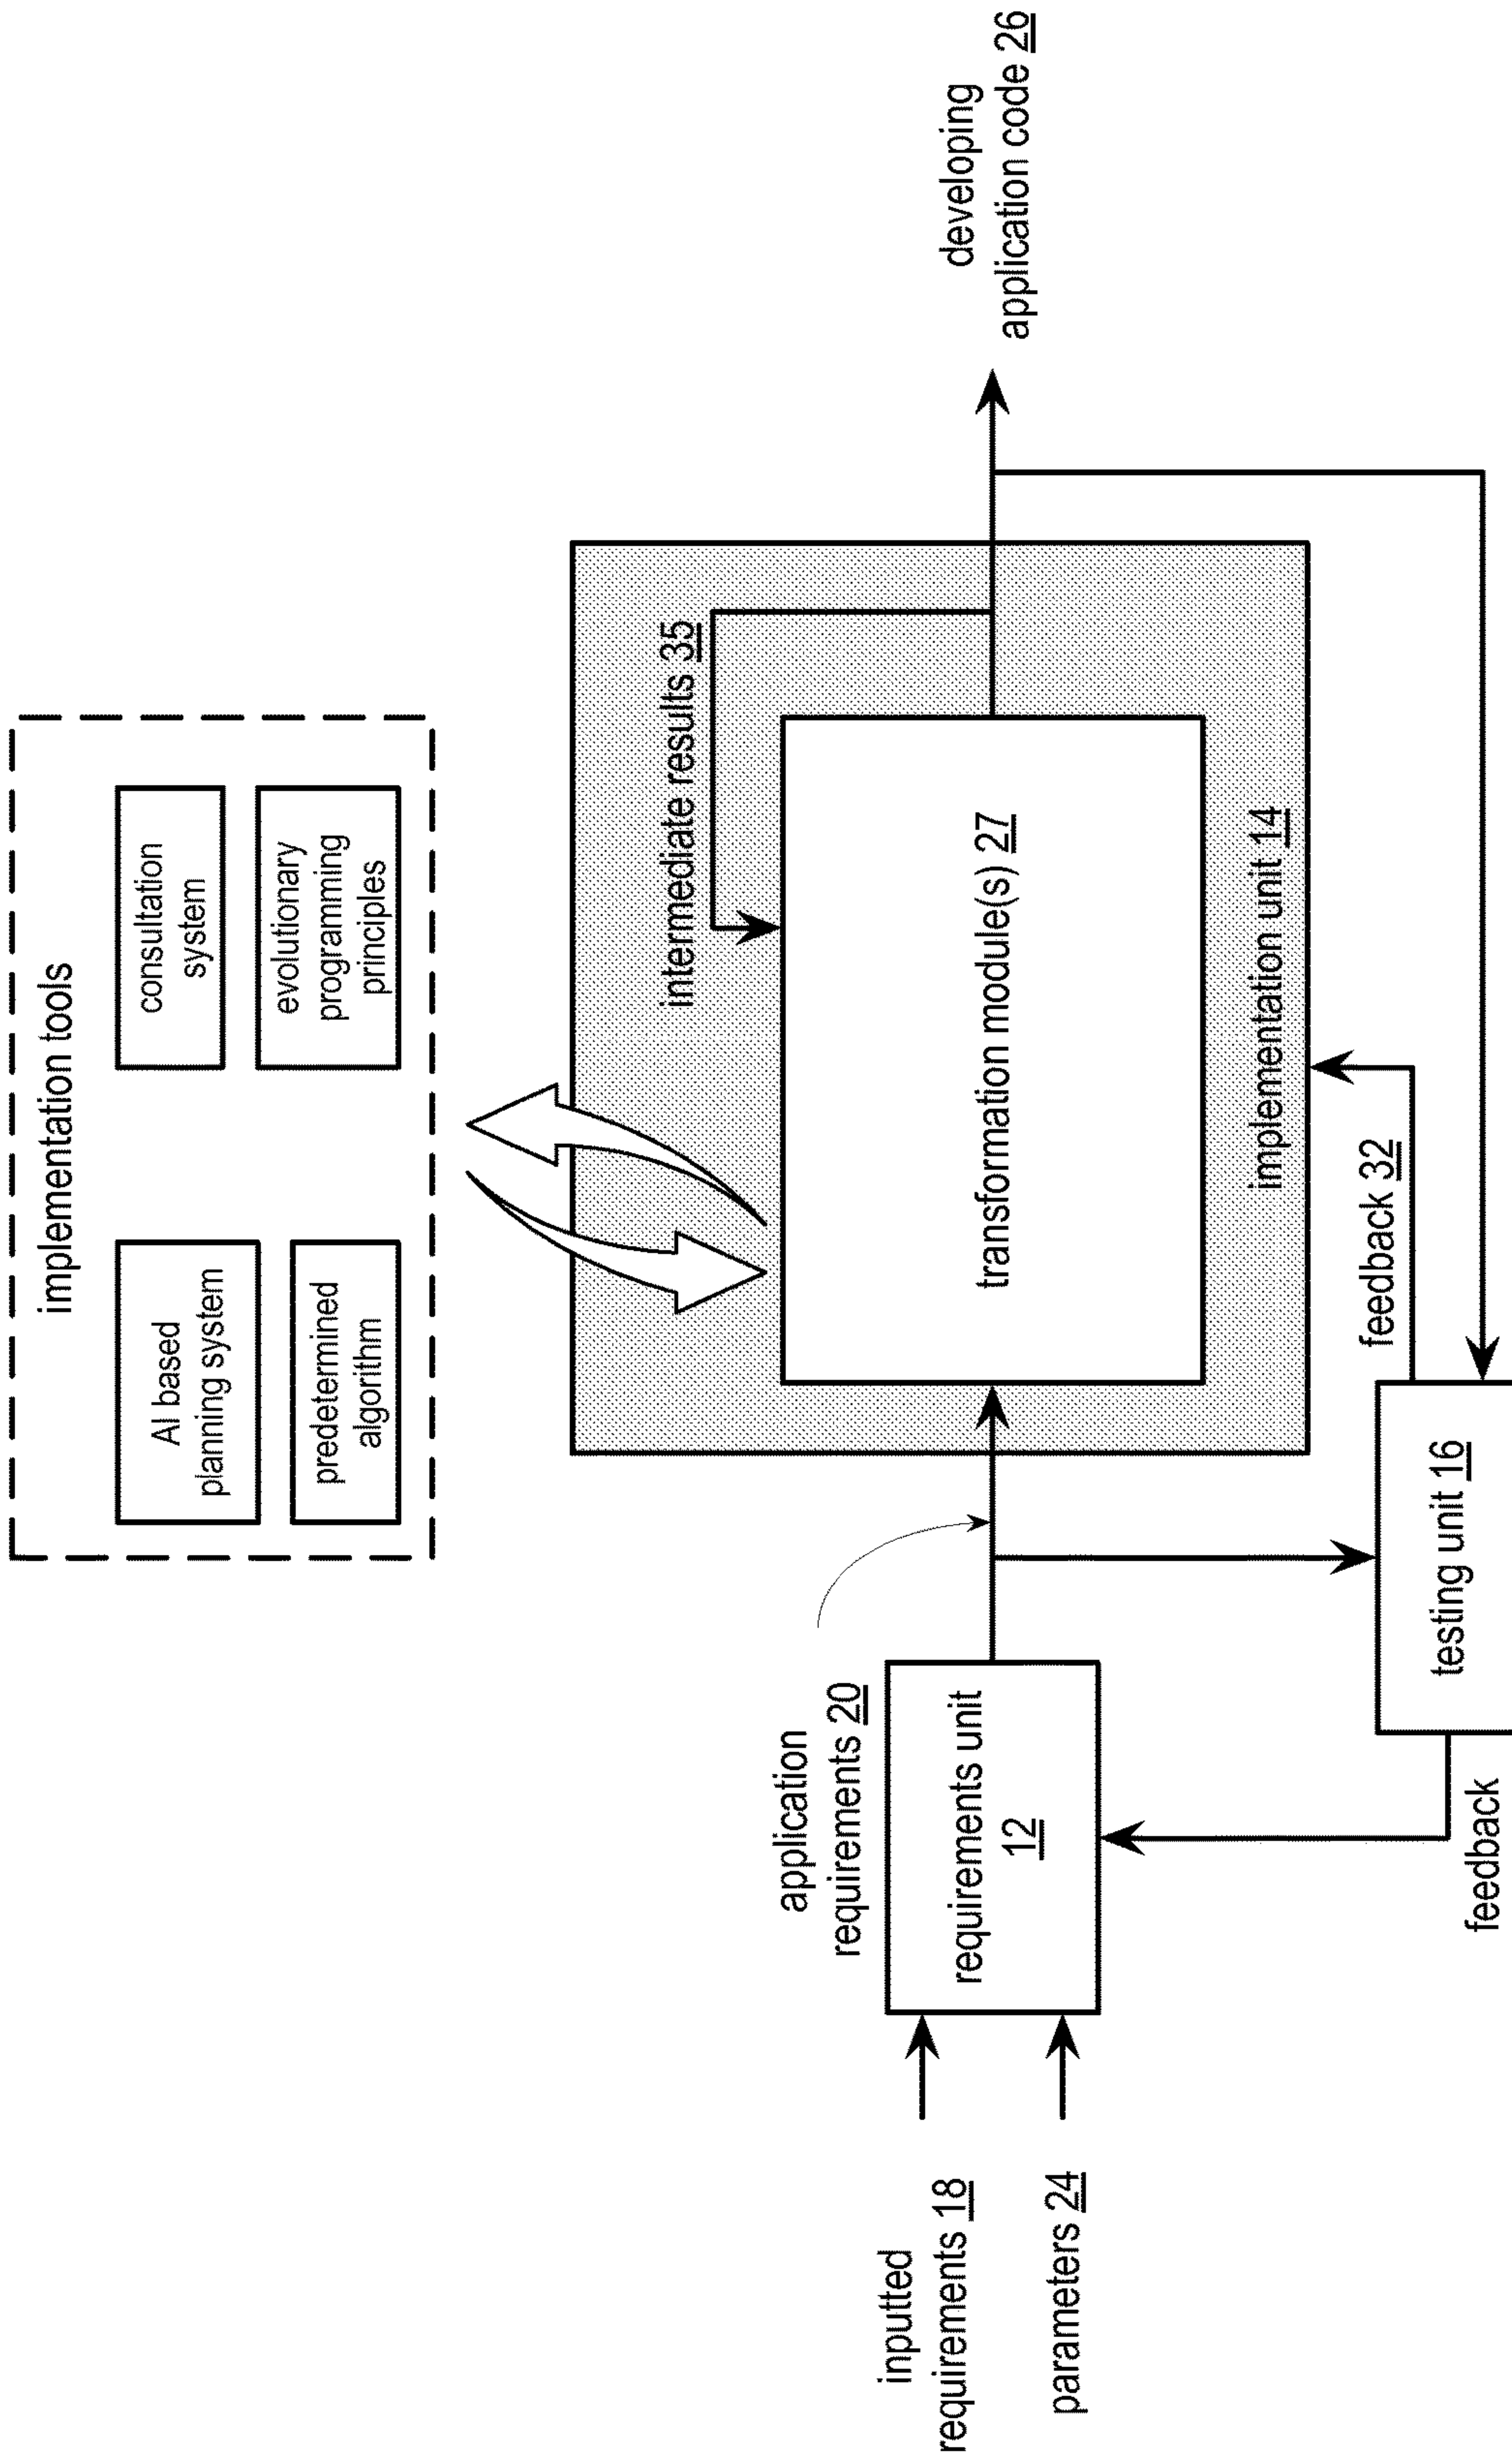 implementation tools
AI based
planning system
consultation
system
predetermined
algorithm
evolutionary
programming
principles
intermediate results 35
application
requirements 20
inputted
requirements 18
parameters 24
requirements unit
12
transformation module(s) 27
developing
application code 26
implementation unit 14
feedback 32
testing unit 16
feedback